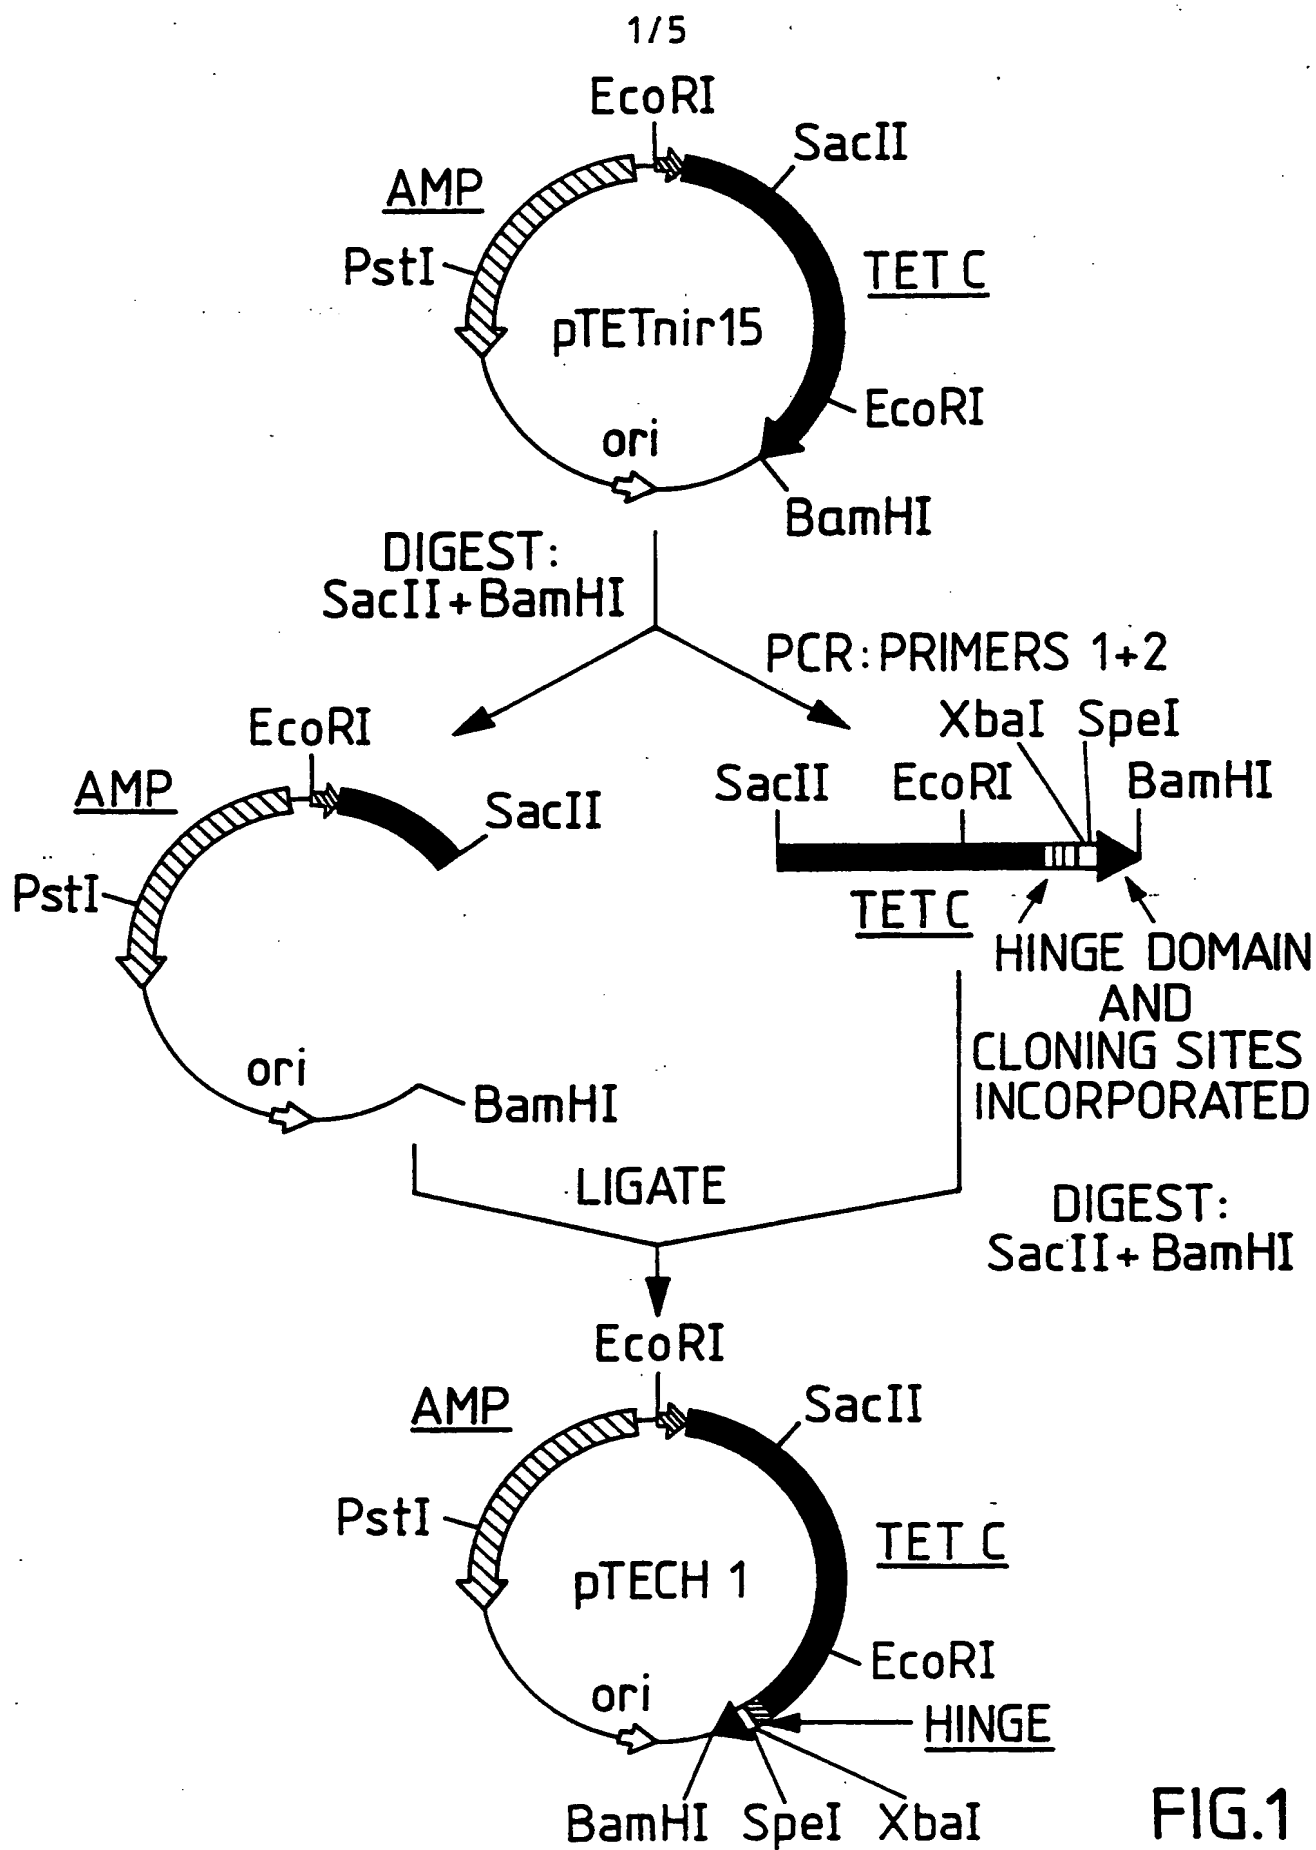 1/5
EcoRI
SacII
AMP
PstI
TET C
pTETnir15
EcoRI
ori
BamHI
DIGEST:
SacII+BamHI
PCR: PRIMERS 1+2
EcoRI
AMP
SacII
PstI
ori
BamHI
XbaI SpeI
SacII EcoRI BamHI
TET C
HINGE DOMAIN
AND
CLONING SITES
INCORPORATED
LIGATE
DIGEST:
SacII+BamHI
EcoRI
AMP
SacII
PstI
TET C
pTECH 1
EcoRI
ori
HINGE
BamHI SpeI XbaI
FIG.1